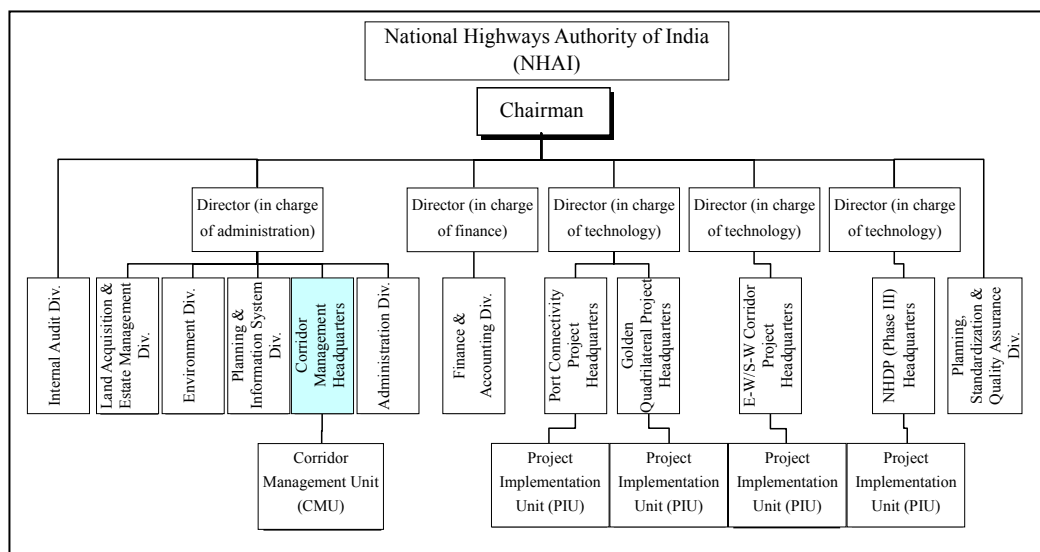 National Highways Authority of India
(NHAI)
Chairman
Director (in charge
of administration)
Director (in charge
of finance)
Director (in charge
of technology)
Director (in charge
of technology)
Director (in charge
of technology)
Internal Audit Div.
Land Acquisition &
Estate Management
Div.
Environment Div.
Planning &
Information System
Div.
Corridor
Management
Headquarters
Administration Div.
Finance &
Accounting Div.
Port Connectivity
Project
Headquarters
Golden
Quadrilateral Project
Headquarters
E-W/S-W Corridor
Project
Headquarters
NHDP (Phase III)
Headquarters
Planning,
Standardization &
Quality Assurance
Div.
Corridor
Management Unit
(CMU)
Project
Implementation
Unit (PIU)
Project
Implementation
Unit (PIU)
Project
Implementation
Unit (PIU)
Project
Implementation
Unit (PIU)